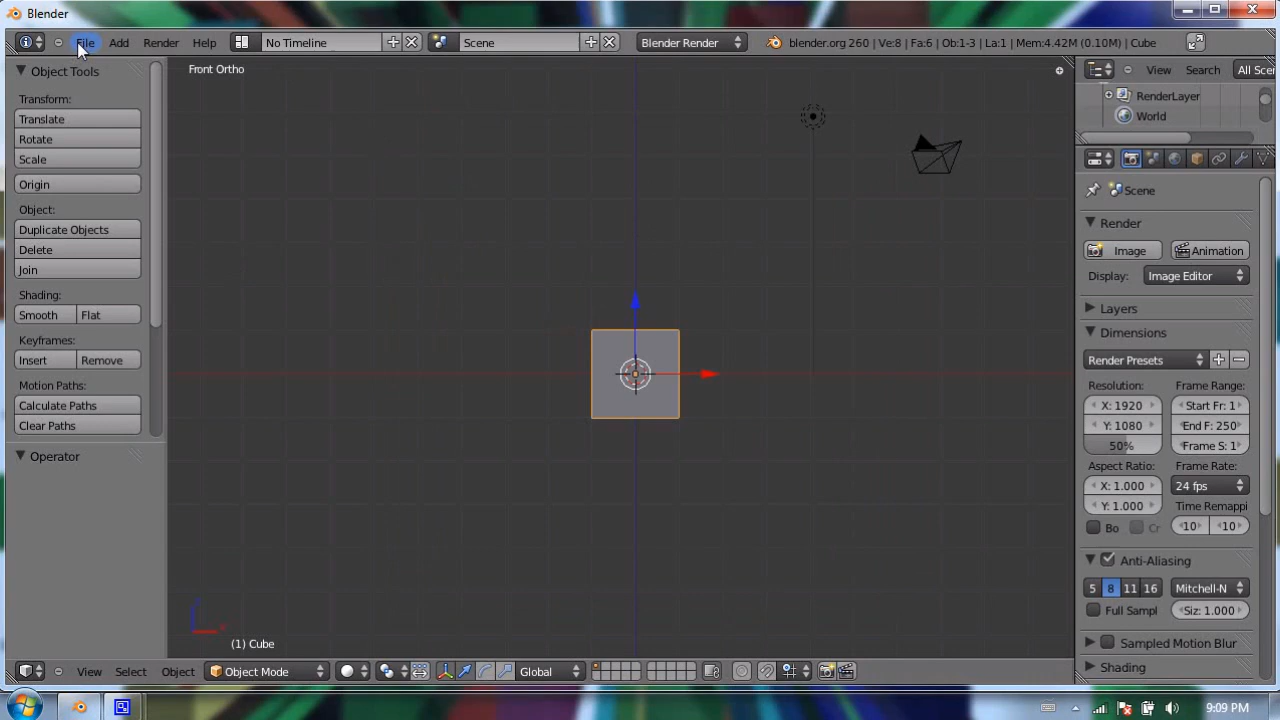 Blender
File Add Render Help No Timeline Scene Blender Render blender.org 260 | Ve:8 | Fa:6 | Ob:1-3 | La:1 | Mem:4.42M (0.10M) | Cube
Object Tools
Transform:
Translate
Rotate
Scale
Origin
Object:
Duplicate Objects
Delete
Join
Shading:
Smooth Flat
Keyframes:
Insert Remove
Motion Paths:
Calculate Paths
Clear Paths
Operator
Front Ortho
(1) Cube
View Select Object Object Mode Global
View Search All Sce
RenderLayer
World
Scene
Render
Image Animation
Display: Image Editor
Layers
Dimensions
Render Presets
Resolution: Frame Range:
X: 1920 Start Fr: 1
Y: 1080 End F: 250
50% Frame S: 1
Aspect Ratio: Frame Rate:
X: 1.000 24 fps
Y: 1.000 Time Remappi
Bo Cr 10 10
Anti-Aliasing
5 8 11 16 Mitchell-N
Full Sampl Siz: 1.000
Sampled Motion Blur
Shading
9:09 PM